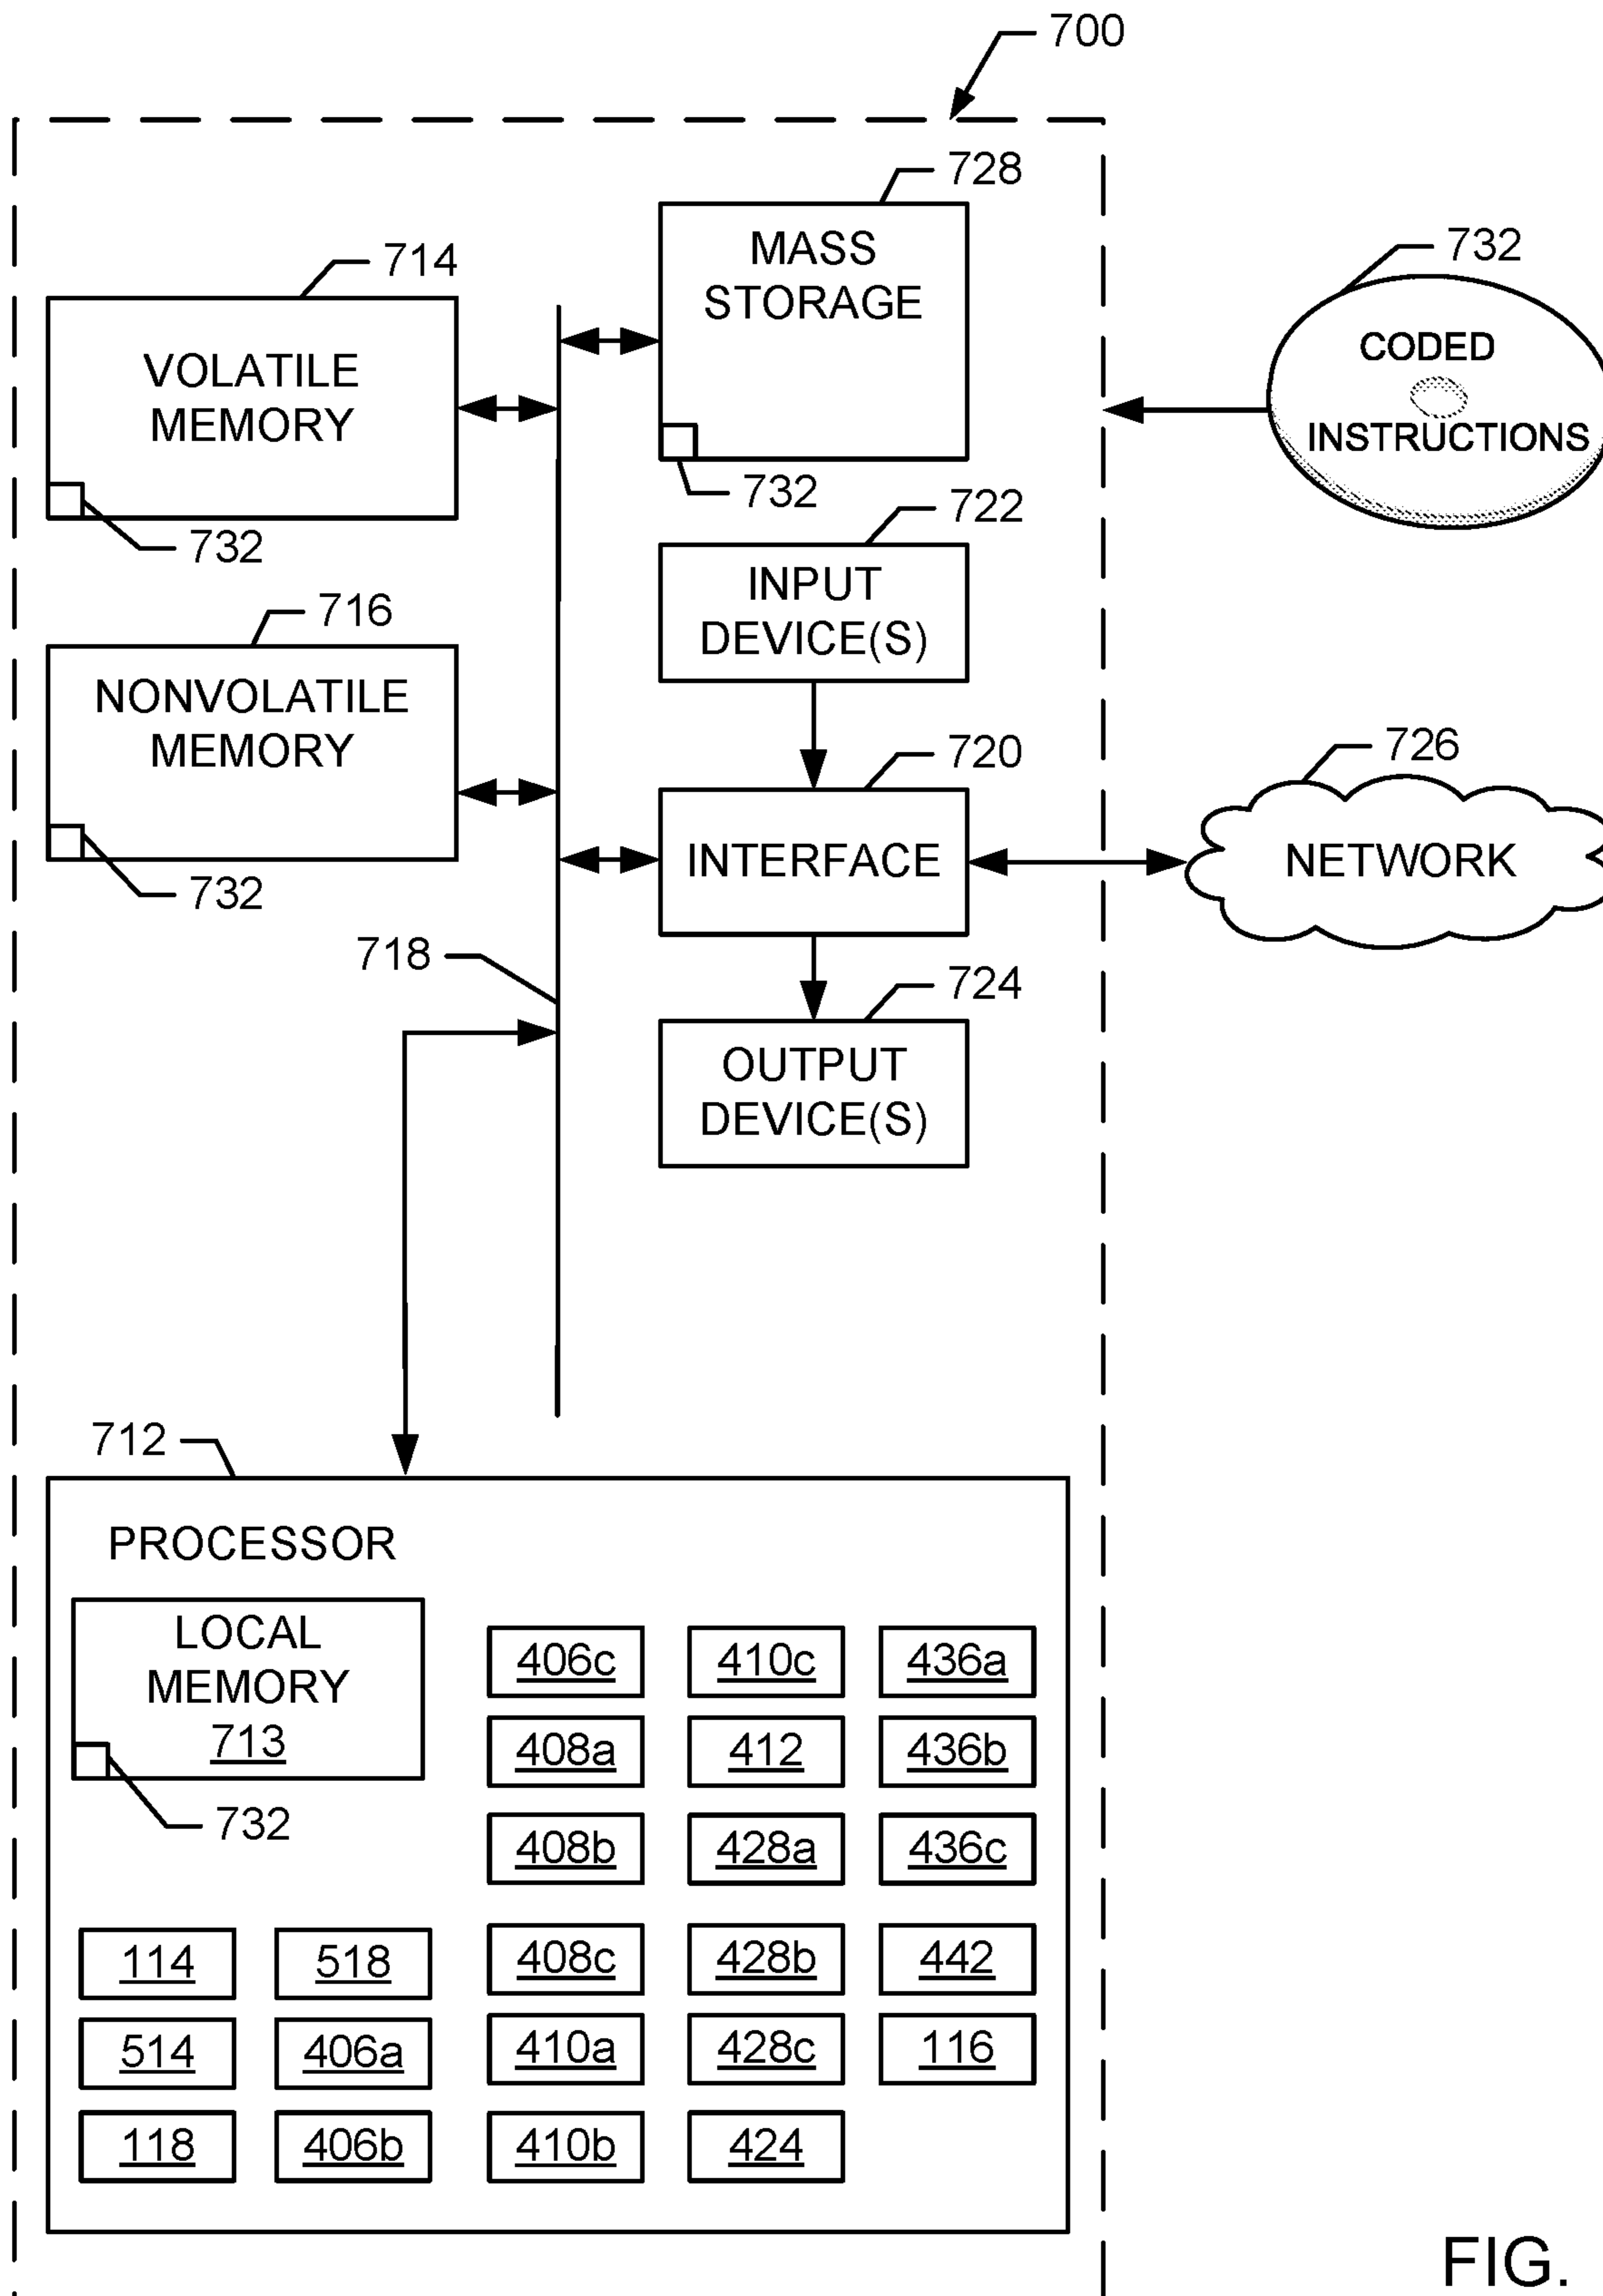 700
728
MASS
STORAGE
732
714
VOLATILE
MEMORY
732
732
CODED
INSTRUCTIONS
722
INPUT
DEVICE(S)
716
NONVOLATILE
MEMORY
732
720
INTERFACE
726
NETWORK
718
724
OUTPUT
DEVICE(S)
712
PROCESSOR
LOCAL
MEMORY
713
732
406c
410c
436a
408a
412
436b
408b
428a
436c
114
518
408c
428b
442
514
406a
410a
428c
116
118
406b
410b
424
FIG.